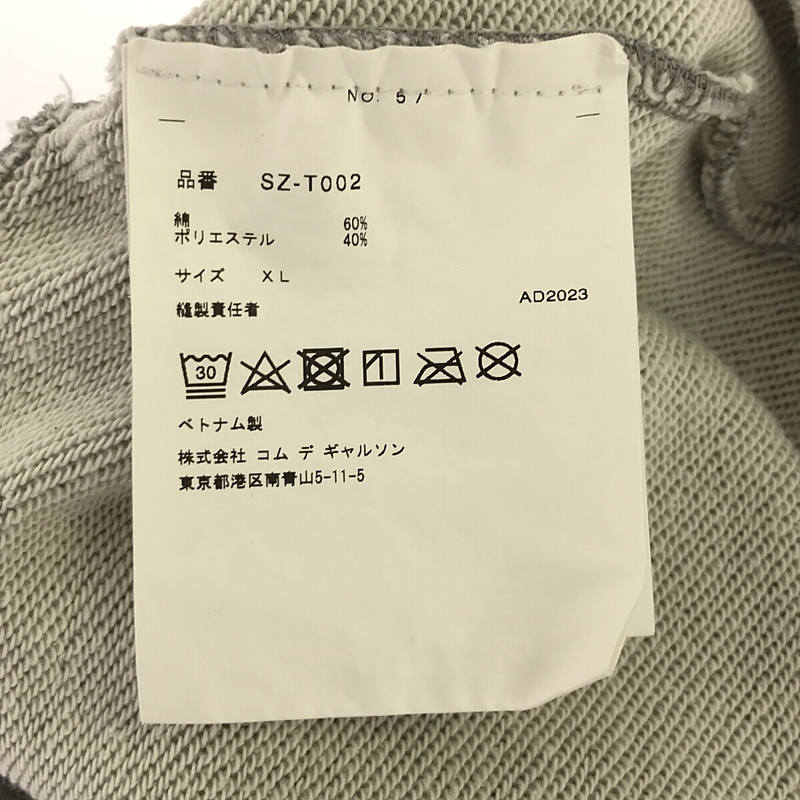 品番 SZ-T002
綿 60%
ポリエステル 40%
サイズ XL
AD2023
縫製責任者
30
ベトナム製
株式会社 コム デ ギャルソン
東京都港区南青山5-11-5